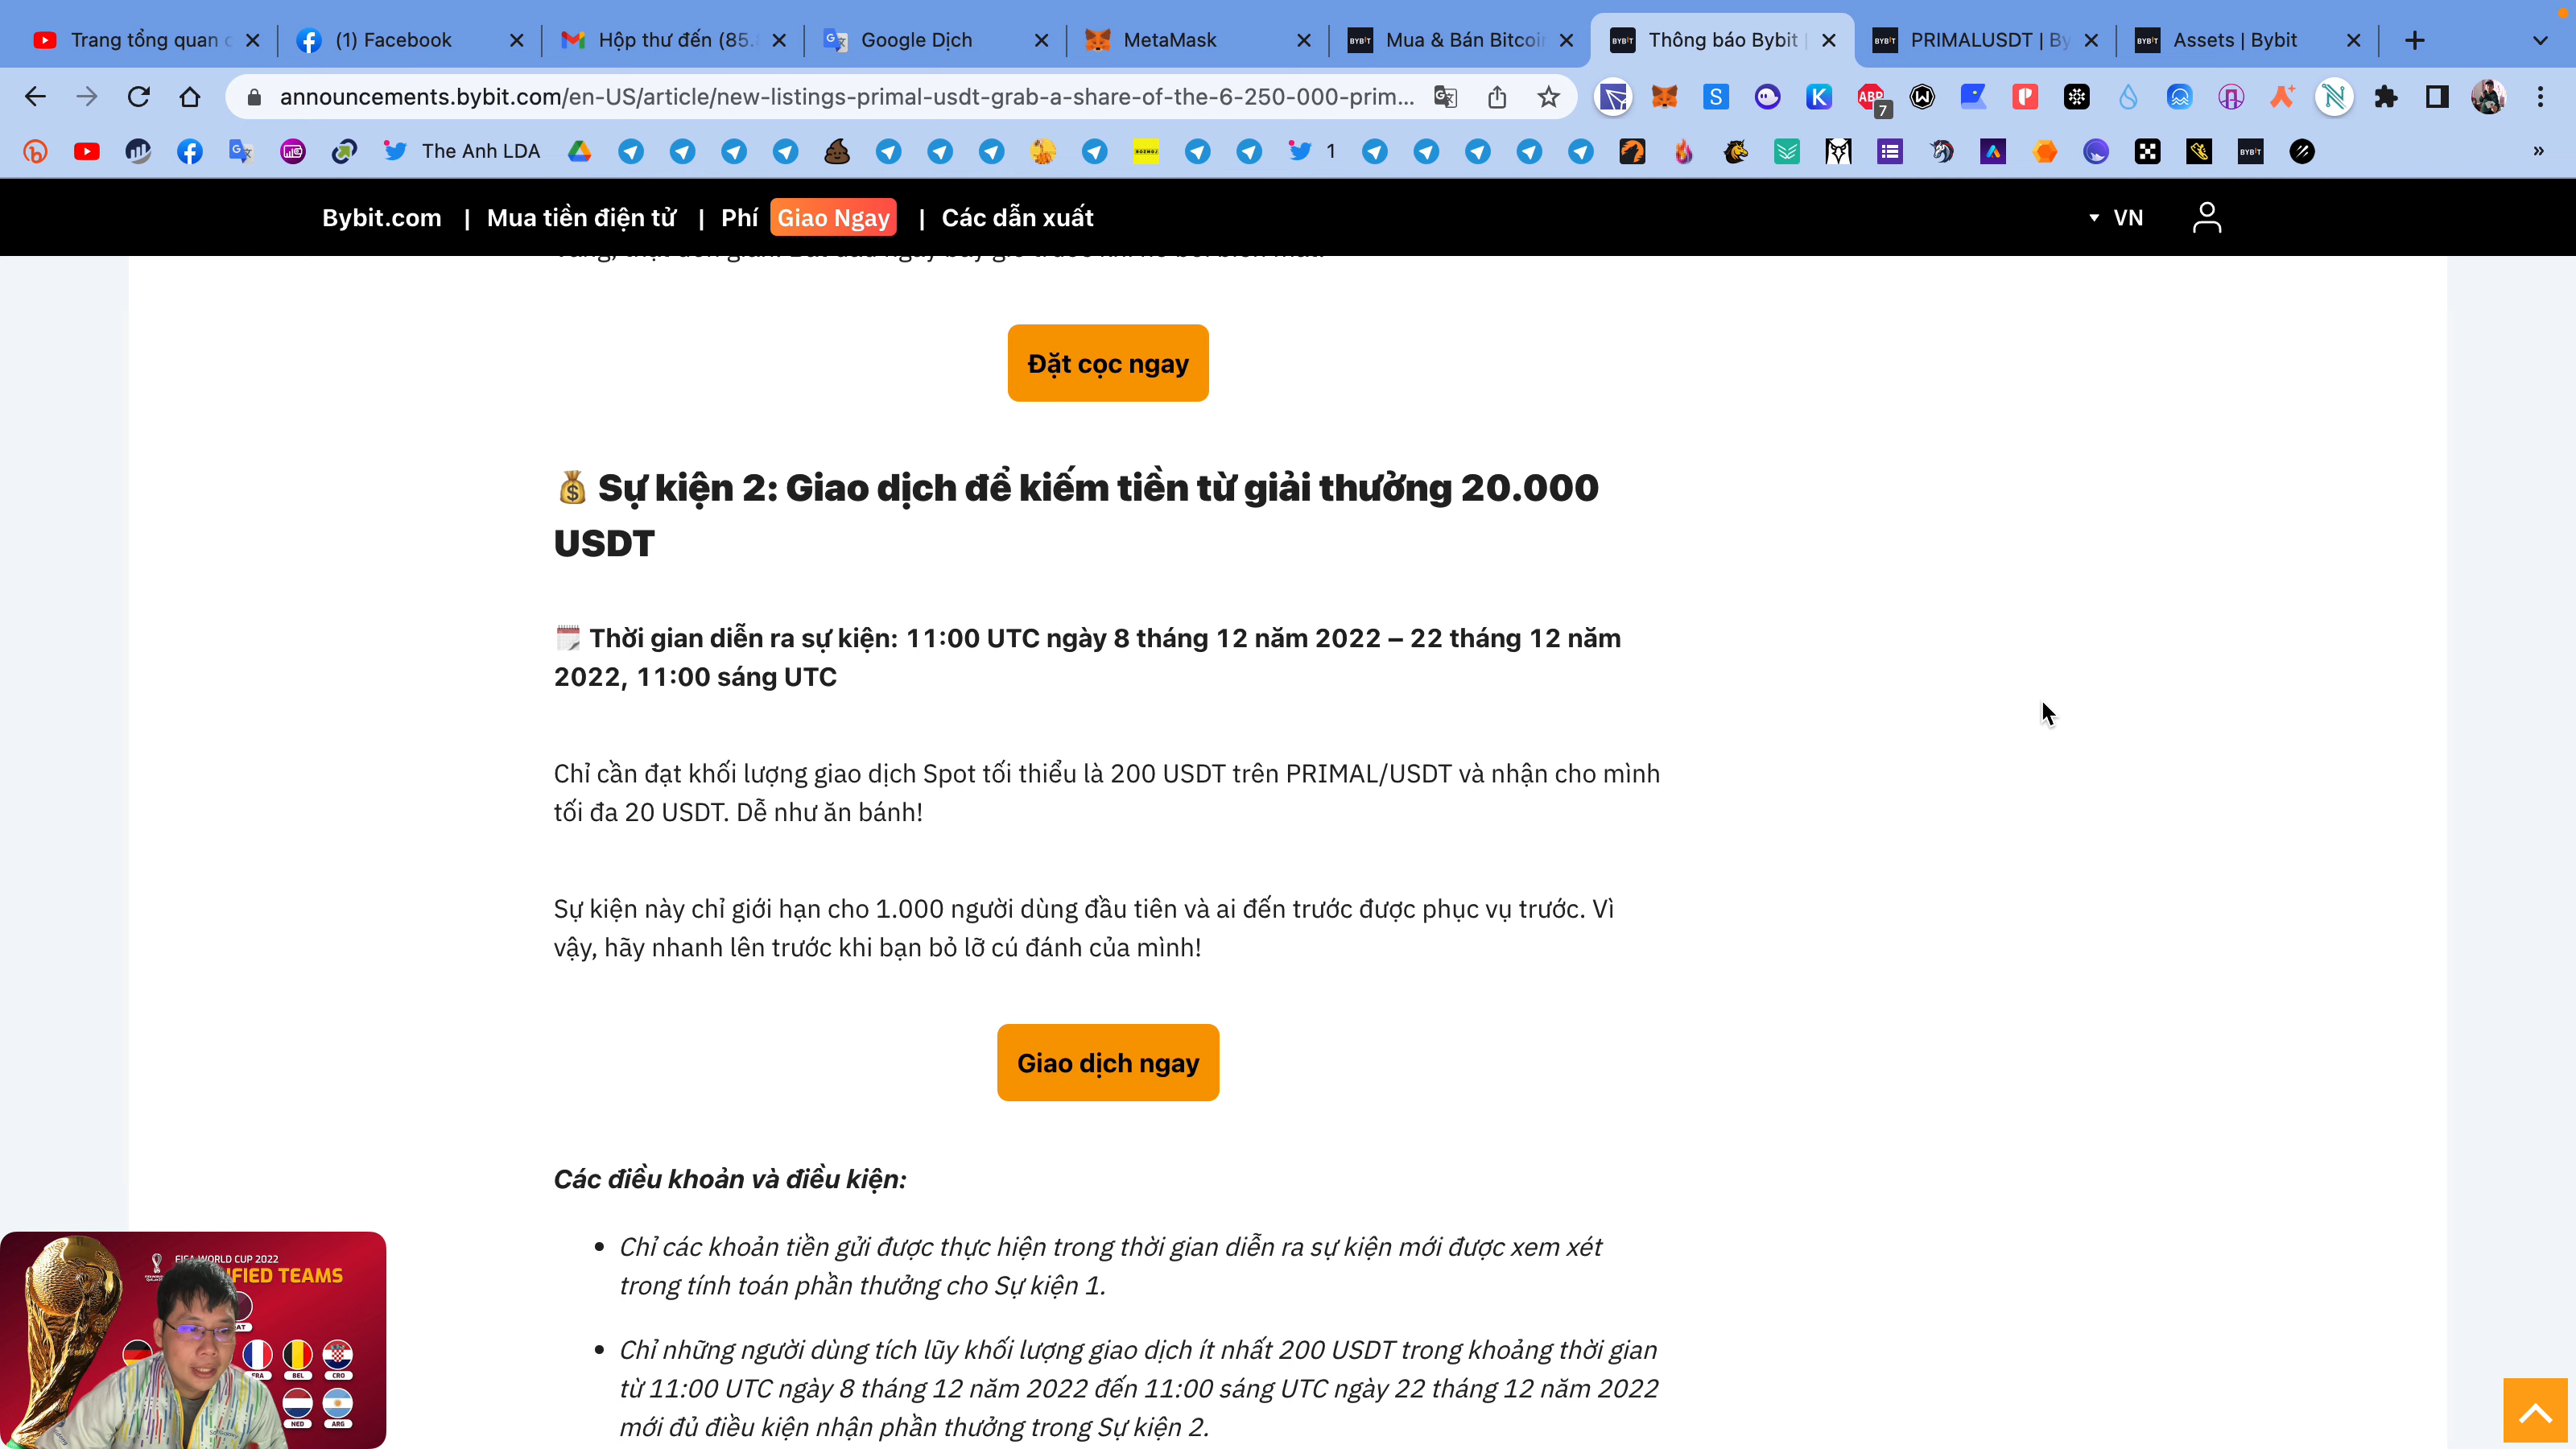 Trang tổng quan c
(1) Facebook
Hộp thư đến (85.
Google Dịch
MetaMask
Mua & Bán Bitcoin
Thông báo Bybit |
PRIMALUSDT | By
Assets | Bybit
announcements.bybit.com/en-US/article/new-listings-primal-usdt-grab-a-share-of-the-6-250-000-prim...
7
The Anh LDA
1
Bybit.com | Mua tiền điện tử | Phí Giao Ngay | Các dẫn xuất
VN
Đặt cọc ngay
Sự kiện 2: Giao dịch để kiếm tiền từ giải thưởng 20.000
USDT
Thời gian diễn ra sự kiện: 11:00 UTC ngày 8 tháng 12 năm 2022 – 22 tháng 12 năm
2022, 11:00 sáng UTC
Chỉ cần đạt khối lượng giao dịch Spot tối thiểu là 200 USDT trên PRIMAL/USDT và nhận cho mình
tối đa 20 USDT. Dễ như ăn bánh!
Sự kiện này chỉ giới hạn cho 1.000 người dùng đầu tiên và ai đến trước được phục vụ trước. Vì
vậy, hãy nhanh lên trước khi bạn bỏ lỡ cú đánh của mình!
Giao dịch ngay
Các điều khoản và điều kiện:
• Chỉ các khoản tiền gửi được thực hiện trong thời gian diễn ra sự kiện mới được xem xét
trong tính toán phần thưởng cho Sự kiện 1.
• Chỉ những người dùng tích lũy khối lượng giao dịch ít nhất 200 USDT trong khoảng thời gian
từ 11:00 UTC ngày 8 tháng 12 năm 2022 đến 11:00 sáng UTC ngày 22 tháng 12 năm 2022
mới đủ điều kiện nhận phần thưởng trong Sự kiện 2.
FIFA WORLD CUP 2022
IFIED TEAMS
BEL
CRO
NED
ARG